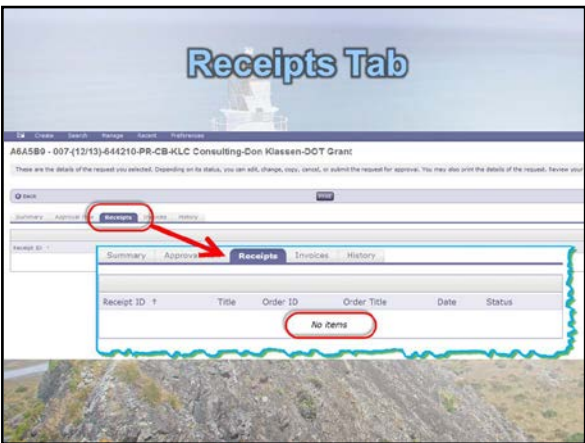 Receipts Tab
Create Search Manage Recent Preferences
A6A5B9 - 007-(12/13)-644210-PR-CB-KLC Consulting-Don Klassen-DOT Grant
These are the details of the request you selected. Depending on its status, you can edit, change, copy, cancel, or submit the request for approval. You may also print the details of the request. Review your
Back Print
Summary Approval Receipts History
Receipt ID ↑
Summary Approval Receipts Invoices History
Receipt ID ↑ Title Order ID Order Title Date Status
No items